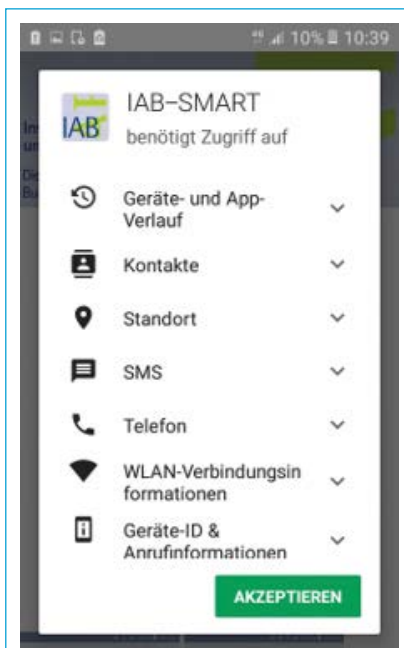 10% 10:39
IAB
IAB–SMART
benötigt Zugriff auf
Geräte- und App-
Verlauf
Kontakte
Standort
SMS
Telefon
WLAN-Verbindungsin
formationen
Geräte-ID &
Anrufinformationen
AKZEPTIEREN